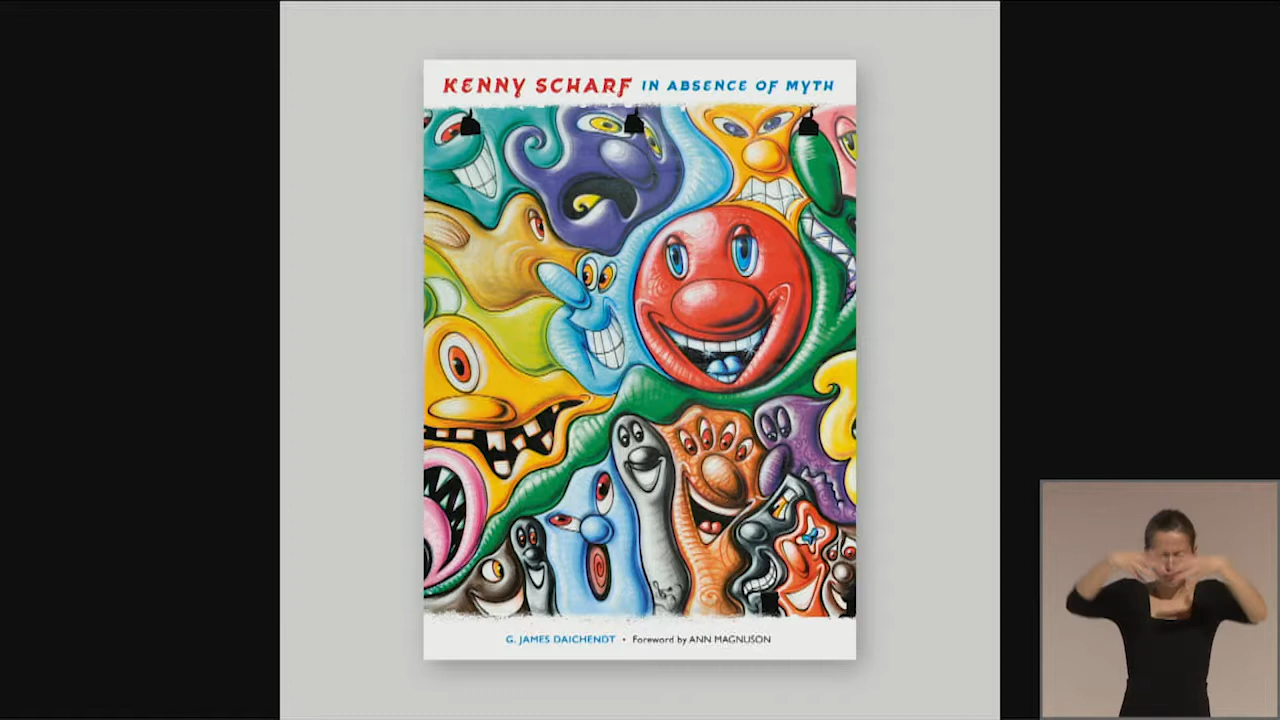 KENNY SCHARF IN ABSENCE OF MYTH
G. JAMES DAICHENDT • Foreword by ANN MAGNUSON